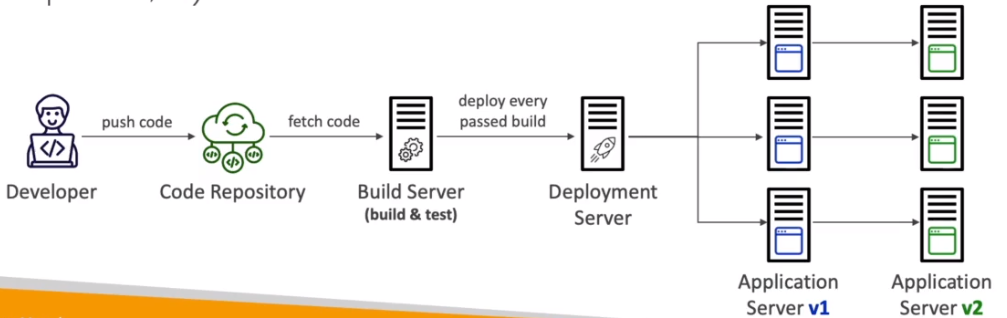 push code
fetch code
deploy every
passed build
Developer
Code Repository
Build Server
(build & test)
Deployment
Server
Application
Server v1
Application
Server v2